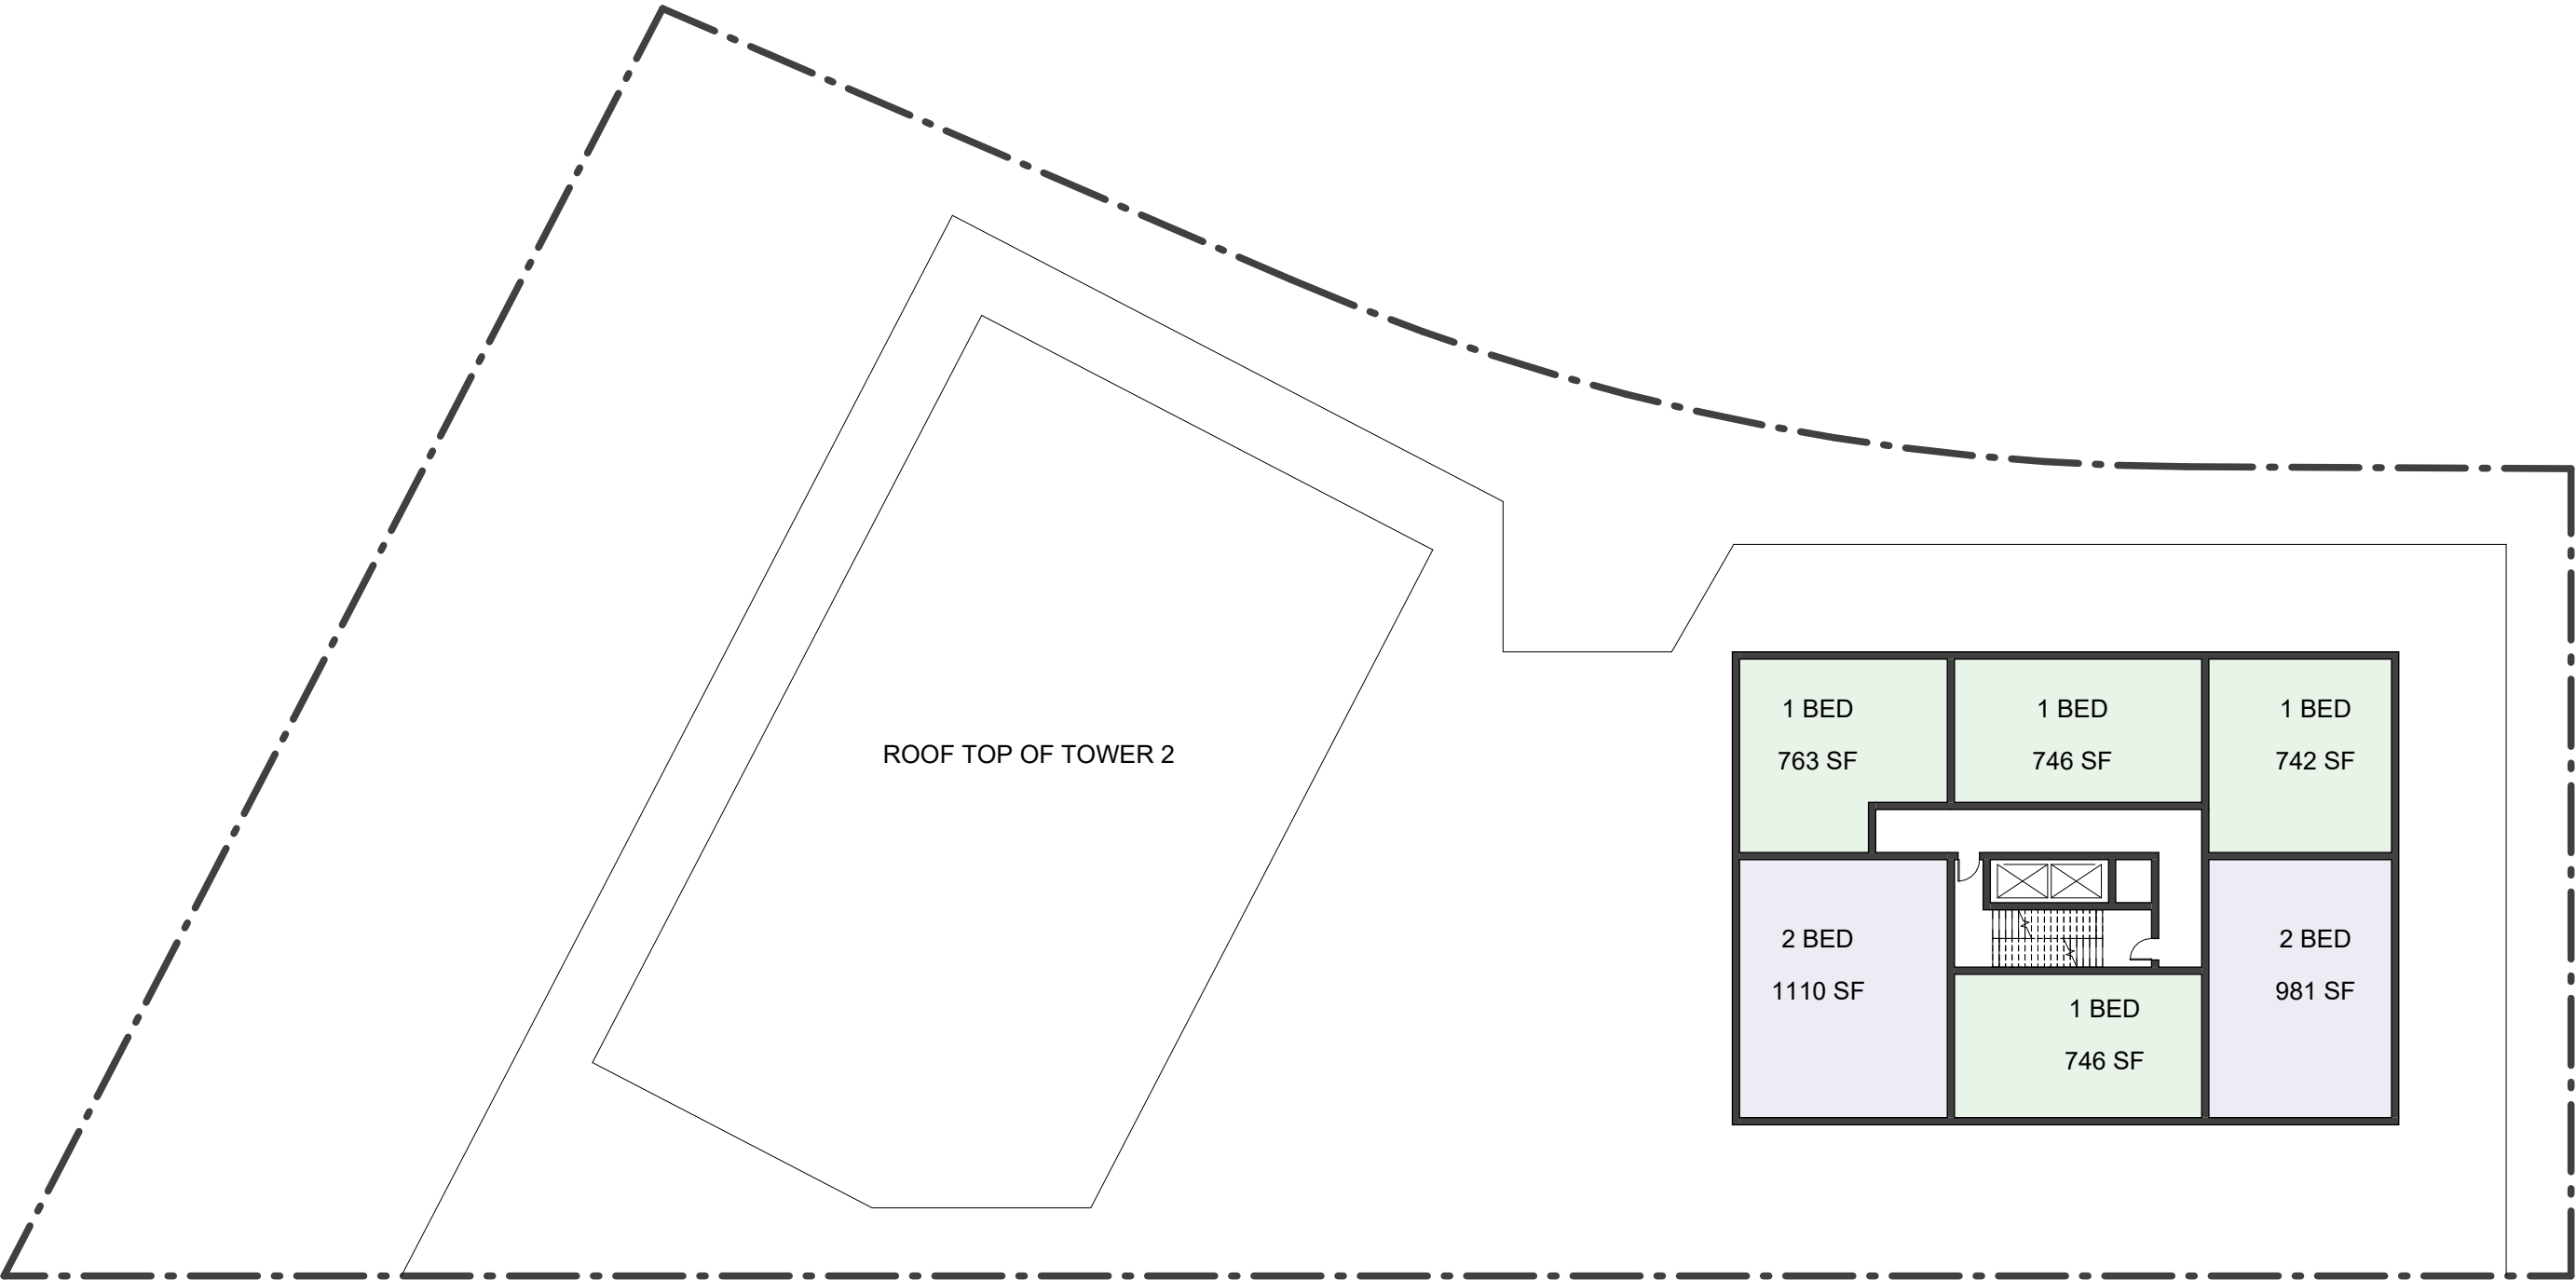 ROOF TOP OF TOWER 2
1 BED
763 SF
1 BED
746 SF
1 BED
742 SF
2 BED
1110 SF
1 BED
746 SF
2 BED
981 SF